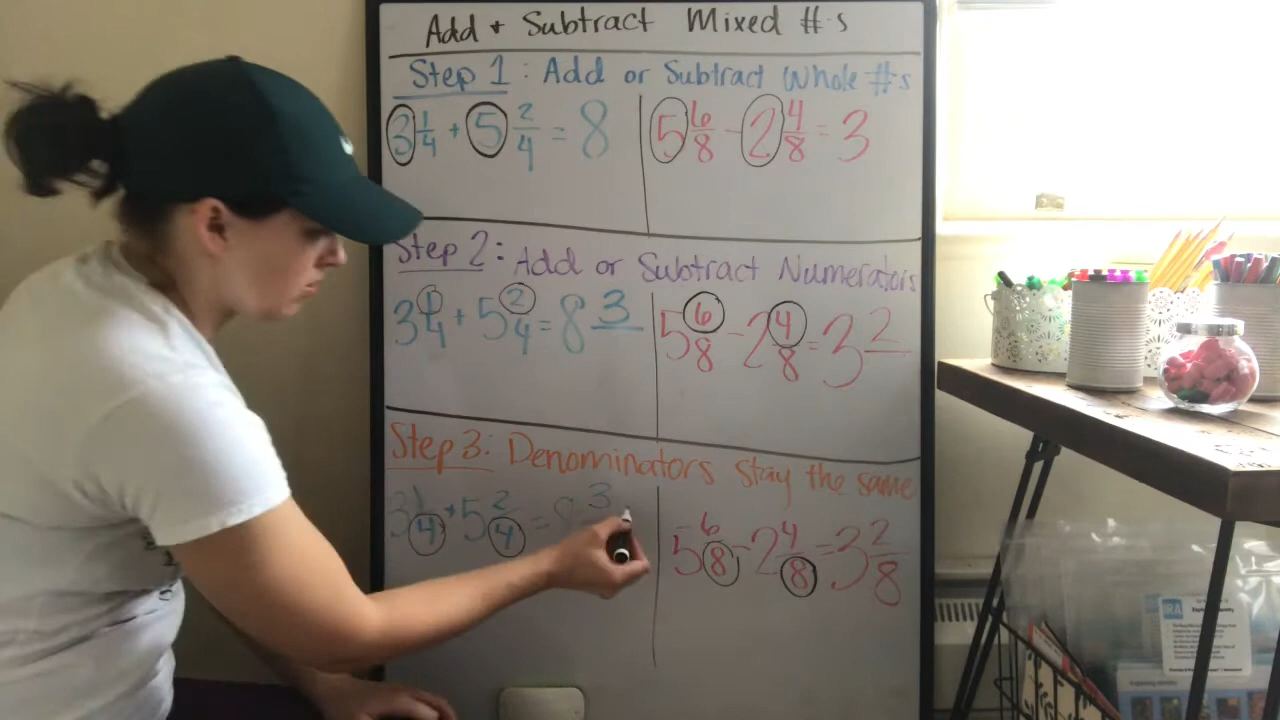 Add + Subtract Mixed #'s
Step 1: Add or Subtract Whole #'s
3 1/4 + 5 2/4 = 8
5 6/8 - 2 4/8 = 3
Step 2: Add or Subtract Numerators
3 1/4 + 5 2/4 = 8 3/
5 6/8 - 2 4/8 = 3 2/
Step 3: Denominators stay the same
3 1/4 + 5 2/4 = 8 3
5 6/8 - 2 4/8 = 3 2/8